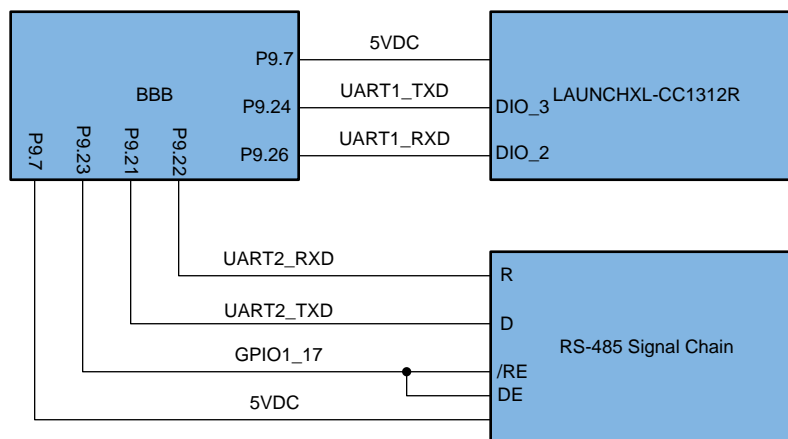 5VDC
P9.7
UART1_TXD
BBB
LAUNCHXL-CC1312R
P9.24
DIO_3
UART1_RXD
P9.7
P9.23
P9.21
P9.22
P9.26
DIO_2
UART2_RXD
R
UART2_TXD
D
RS-485 Signal Chain
GPIO1_17
/RE
DE
5VDC